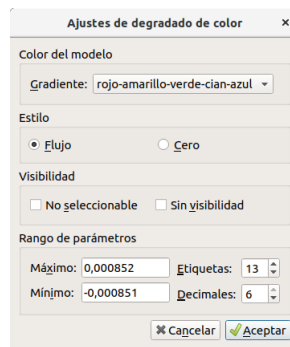 Ajustes de degradado de color
Color del modelo
Gradiente: rojo-amarillo-verde-cian-azul
Estilo
Flujo Cero
Visibilidad
No seleccionable Sin visibilidad
Rango de parámetros
Máximo: 0,000852 Etiquetas: 13
Mínimo: -0,000851 Decimales: 6
Cancelar Aceptar